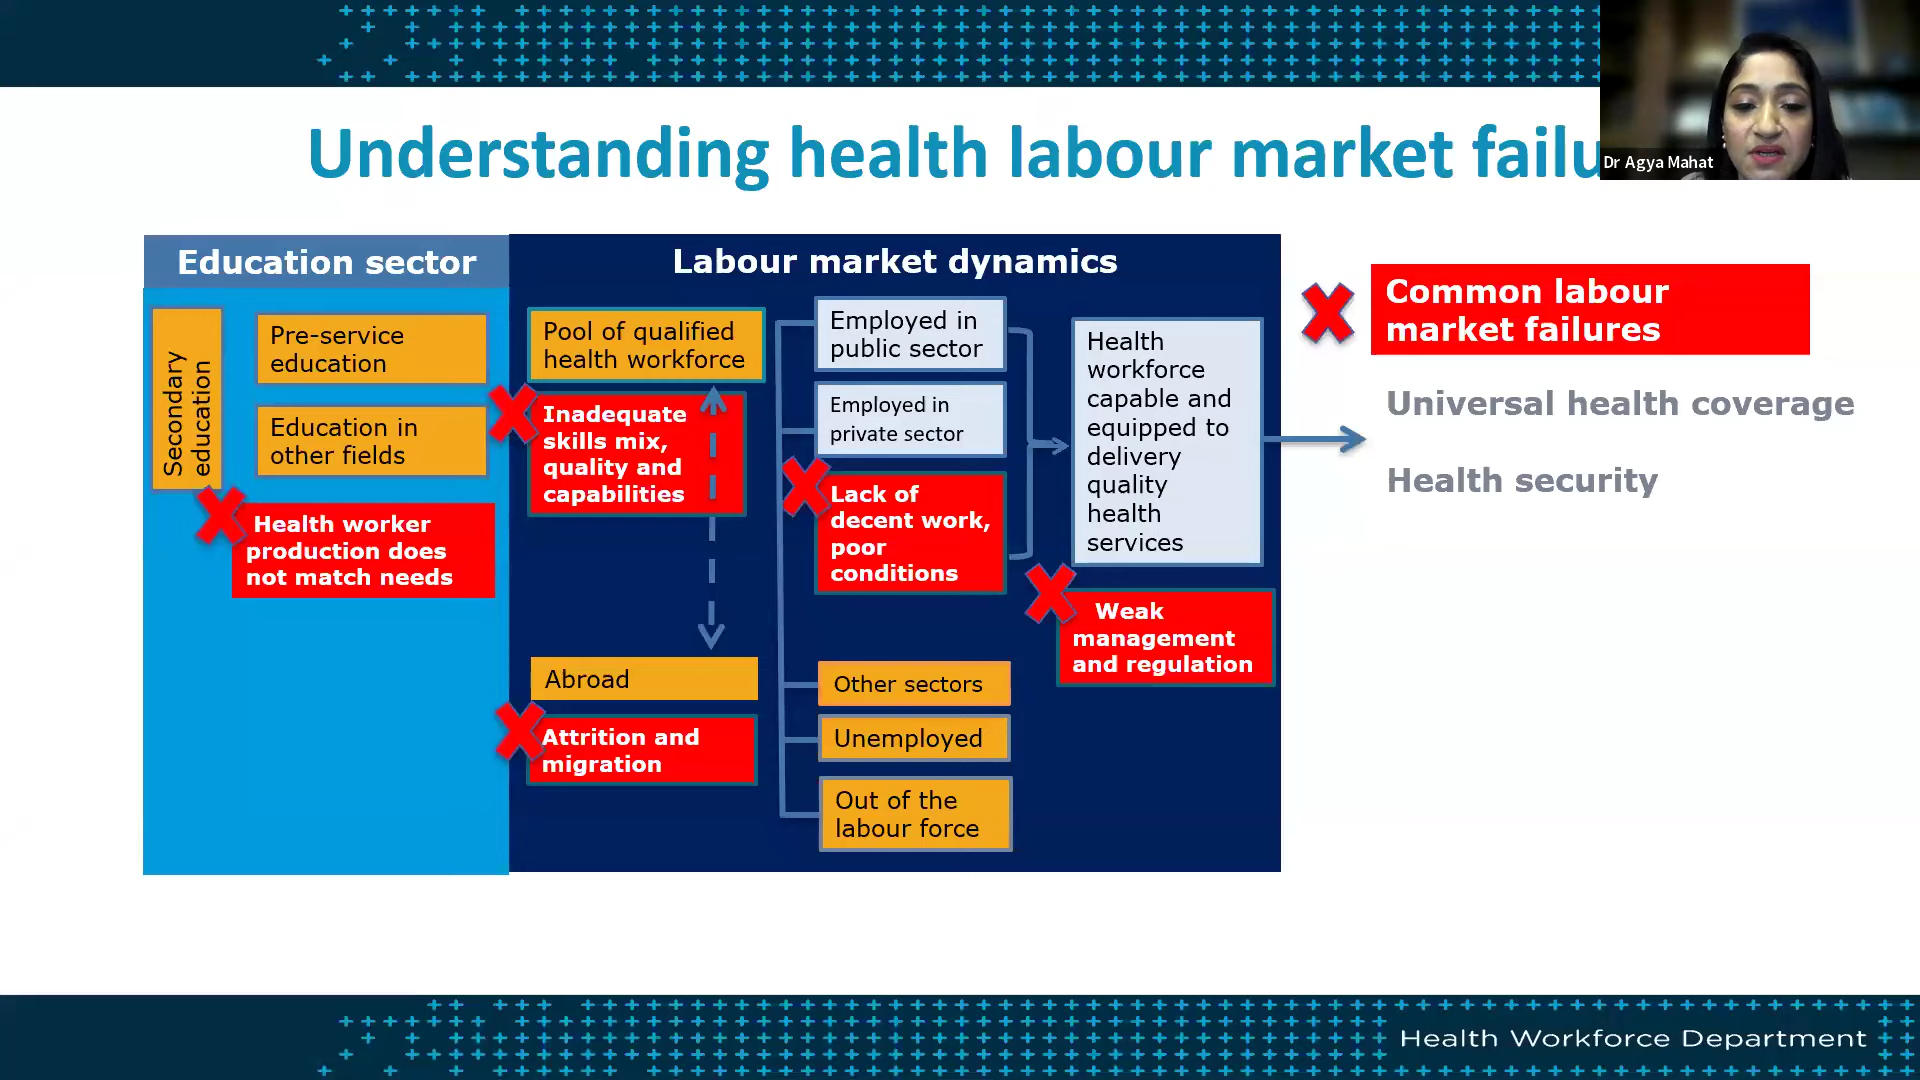 Understanding health labour market failu
Dr Agya Mahat
Education sector
Secondary
education
Pre-service
education
Education in
other fields
Health worker
production does
not match needs
Labour market dynamics
Pool of qualified
health workforce
Inadequate
skills mix,
quality and
capabilities
Abroad
Attrition and
migration
Employed in
public sector
Employed in
private sector
Lack of
decent work,
poor
conditions
Other sectors
Unemployed
Out of the
labour force
Health
workforce
capable and
equipped to
delivery
quality
health
services
Weak
management
and regulation
Common labour
market failures
Universal health coverage
Health security
Health Workforce Department